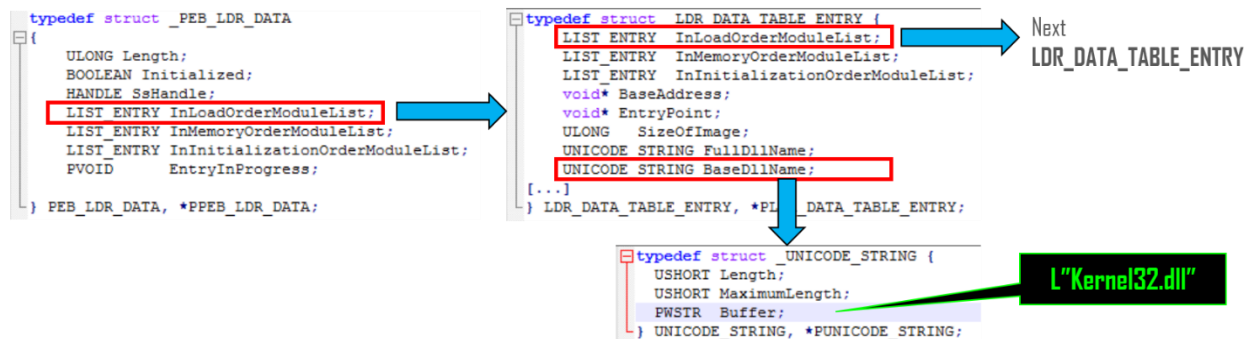 typedef struct _PEB_LDR_DATA
{
ULONG Length;
BOOLEAN Initialized;
HANDLE SsHandle;
LIST_ENTRY InLoadOrderModuleList;
LIST_ENTRY InMemoryOrderModuleList;
LIST_ENTRY InInitializationOrderModuleList;
PVOID EntryInProgress;
} PEB_LDR_DATA, *PPEB_LDR_DATA;
typedef struct _LDR_DATA_TABLE_ENTRY {
LIST_ENTRY InLoadOrderModuleList;
LIST_ENTRY InMemoryOrderModuleList;
LIST_ENTRY InInitializationOrderModuleList;
void* BaseAddress;
void* EntryPoint;
ULONG SizeOfImage;
UNICODE_STRING FullDllName;
UNICODE_STRING BaseDllName;
[...]
} LDR_DATA_TABLE_ENTRY, *PL DATA_TABLE_ENTRY;
Next
LDR_DATA_TABLE_ENTRY
typedef struct _UNICODE_STRING {
USHORT Length;
USHORT MaximumLength;
PWSTR Buffer;
} UNICODE_STRING, *PUNICODE_STRING;
L"Kernel32.dll"